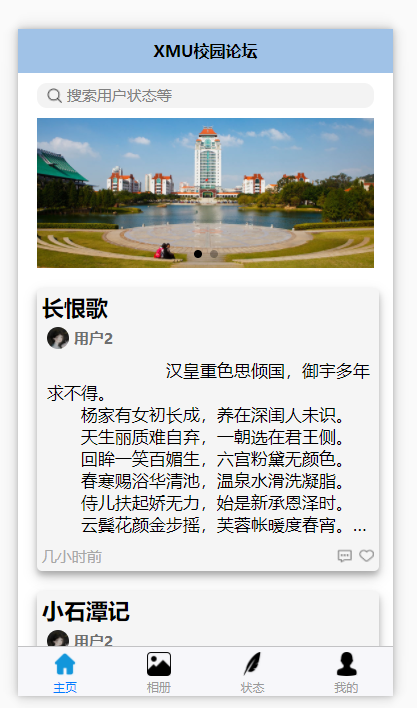 XMU校园论坛
搜索用户状态等
长恨歌
用户2
汉皇重色思倾国，御宇多年
求不得。
杨家有女初长成，养在深闺人未识。
天生丽质难自弃，一朝选在君王侧。
回眸一笑百媚生，六宫粉黛无颜色。
春寒赐浴华清池，温泉水滑洗凝脂。
侍儿扶起娇无力，始是新承恩泽时。
云鬓花颜金步摇，芙蓉帐暖度春宵。...
几小时前
小石潭记
用户2
主页
相册
状态
我的